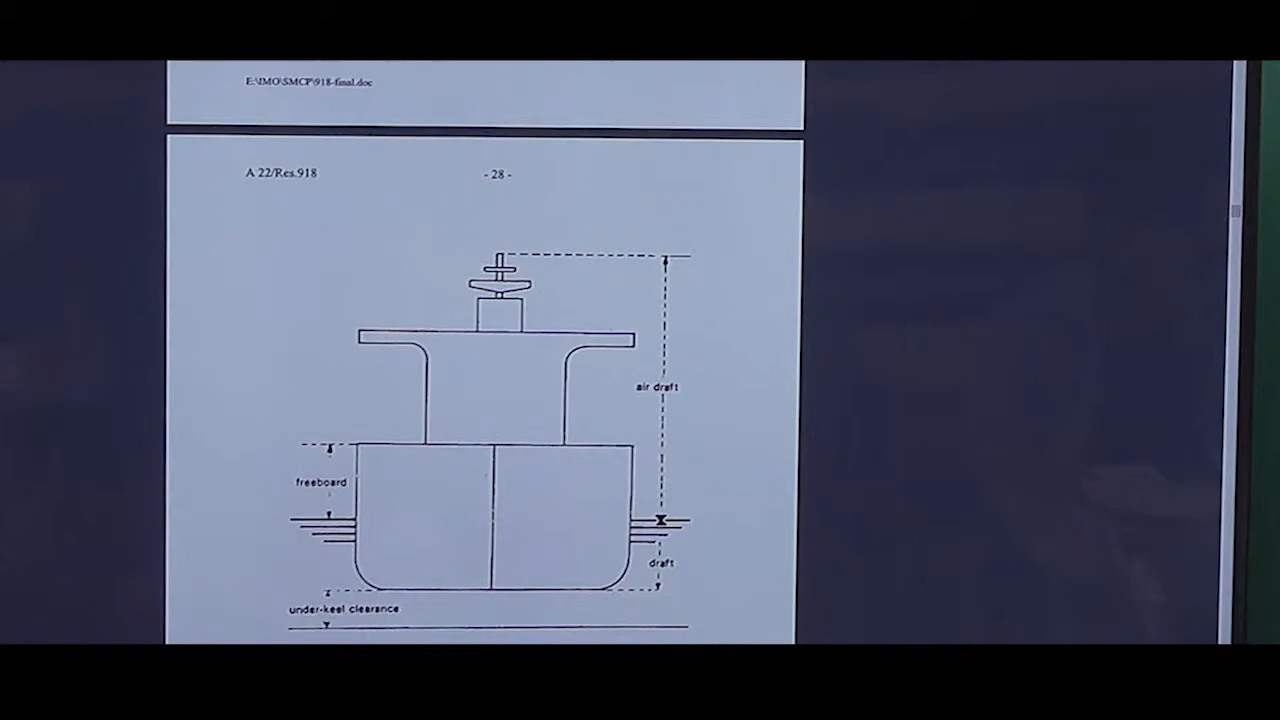 E:\IMO\SMCP\918-final.doc
A 22/Res.918
- 28 -
air draft
freeboard
draft
under-keel clearance